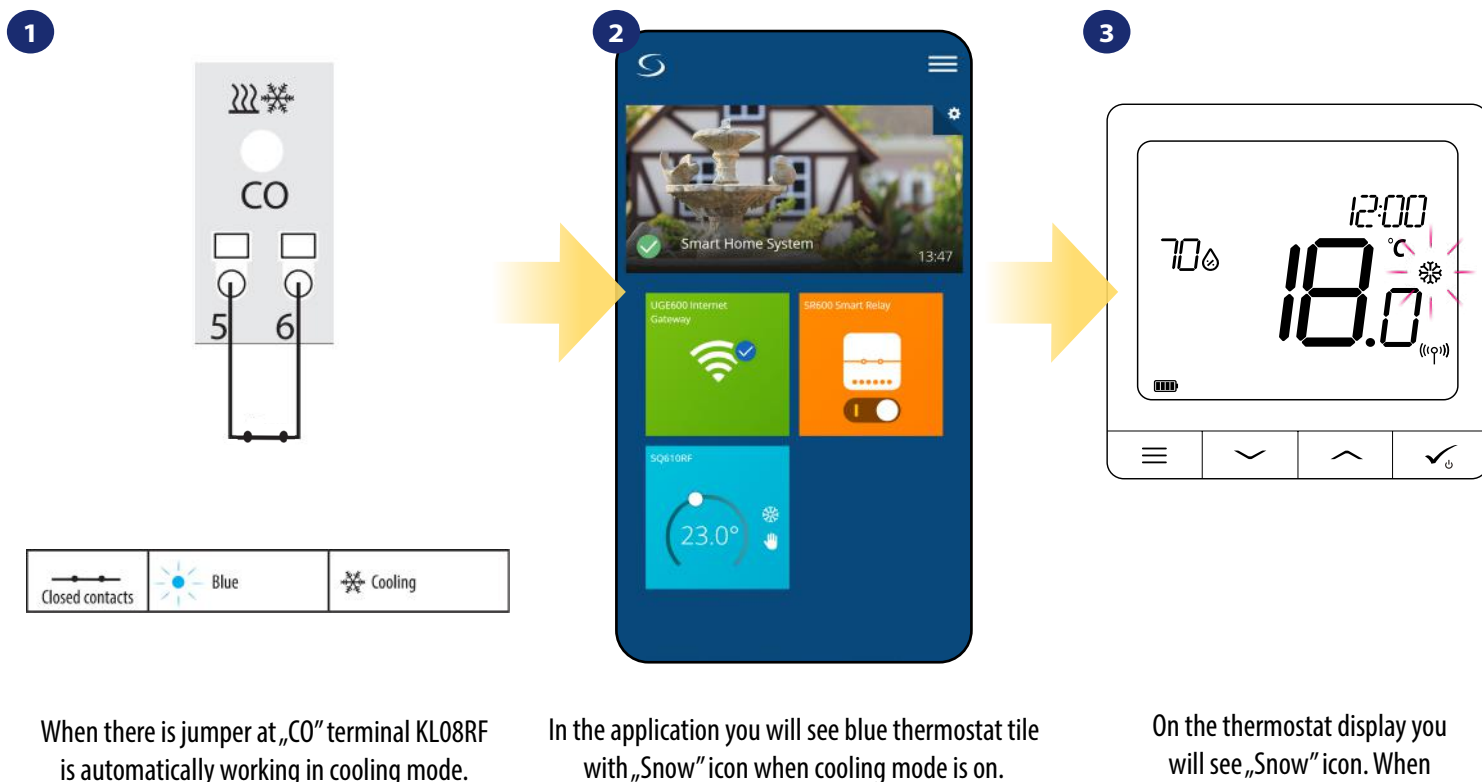 1
CO
5 6
Closed contacts
Blue
Cooling
When there is jumper at „CO” terminal KL08RF
is automatically working in cooling mode.
2
Smart Home System
13:47
UGE600 Internet
Gateway
SR600 Smart Relay
SQ610RF
23.0°
In the application you will see blue thermostat tile
with „Snow” icon when cooling mode is on.
3
12:00
70
18.0 °C
On the thermostat display you
will see „Snow” icon. When